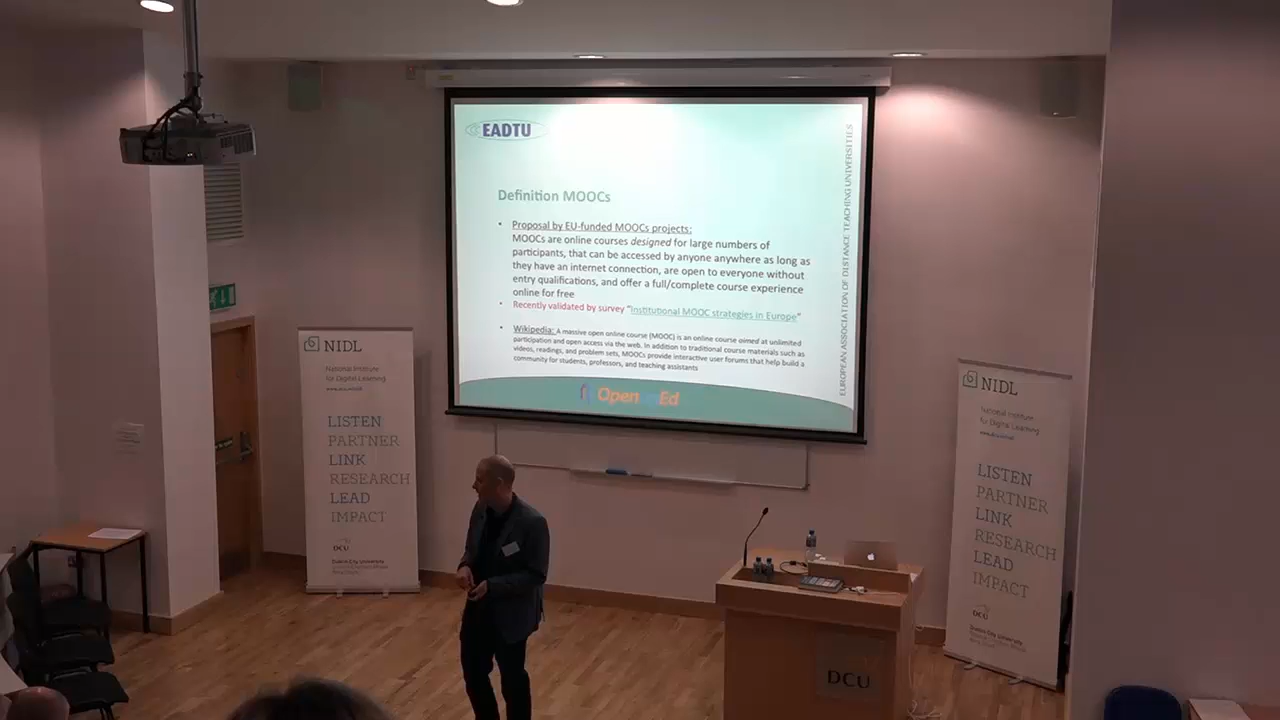 EADTU
EUROPEAN ASSOCIATION OF DISTANCE TEACHING UNIVERSITIES
Definition MOOCs
• Proposal by EU-funded MOOCs projects:
MOOCs are online courses designed for large numbers of
participants, that can be accessed by anyone anywhere as long as
they have an internet connection, are open to everyone without
entry qualifications, and offer a full/complete course experience
online for free
• Recently validated by survey "Institutional MOOC strategies in Europe"
• Wikipedia: A massive open online course (MOOC) is an online course aimed at unlimited
participation and open access via the web. In addition to traditional course materials such as
videos, readings, and problem sets, MOOCs provide interactive user forums that help build a
community for students, professors, and teaching assistants
Open Ed
NIDL
National Institute
for Digital Learning
LISTEN
PARTNER
LINK
RESEARCH
LEAD
IMPACT
DCU
Dublin City University
NIDL
National Institute
for Digital Learning
LISTEN
PARTNER
LINK
RESEARCH
LEAD
IMPACT
DCU
Dublin City University
DCU